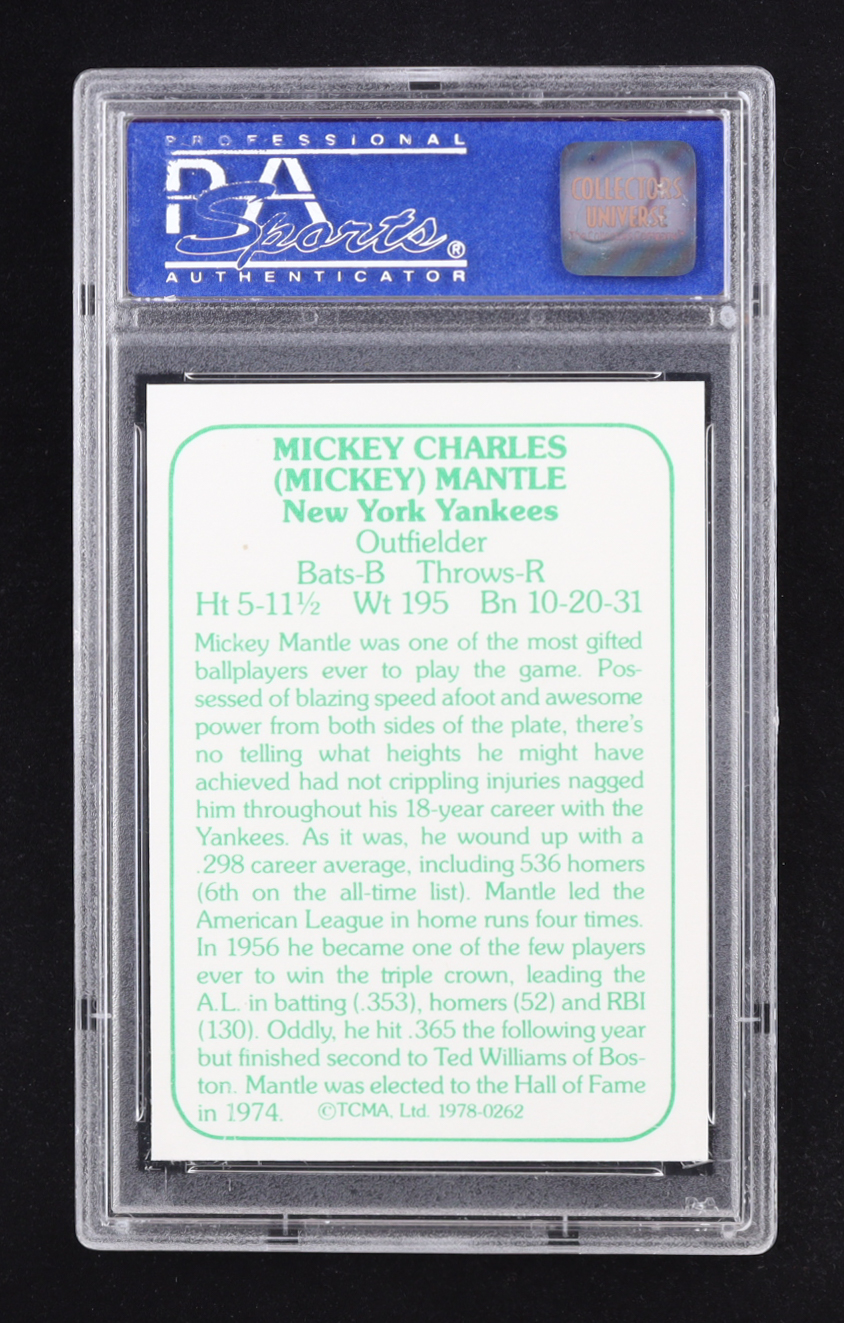 PROFESSIONAL
PSA
Sports®
AUTHENTICATOR
COLLECTORS
UNIVERSE
MICKEY CHARLES
(MICKEY) MANTLE
New York Yankees
Outfielder
Bats-B Throws-R
Ht 5-11½ Wt 195 Bn 10-20-31
Mickey Mantle was one of the most gifted
ballplayers ever to play the game. Pos-
sessed of blazing speed afoot and awesome
power from both sides of the plate, there's
no telling what heights he might have
achieved had not crippling injuries nagged
him throughout his 18-year career with the
Yankees. As it was, he wound up with a
.298 career average, including 536 homers
(6th on the all-time list). Mantle led the
American League in home runs four times.
In 1956 he became one of the few players
ever to win the triple crown, leading the
A.L. in batting (.353), homers (52) and RBI
(130). Oddly, he hit .365 the following year
but finished second to Ted Williams of Bos-
ton. Mantle was elected to the Hall of Fame
in 1974. ©TCMA, Ltd. 1978-0262